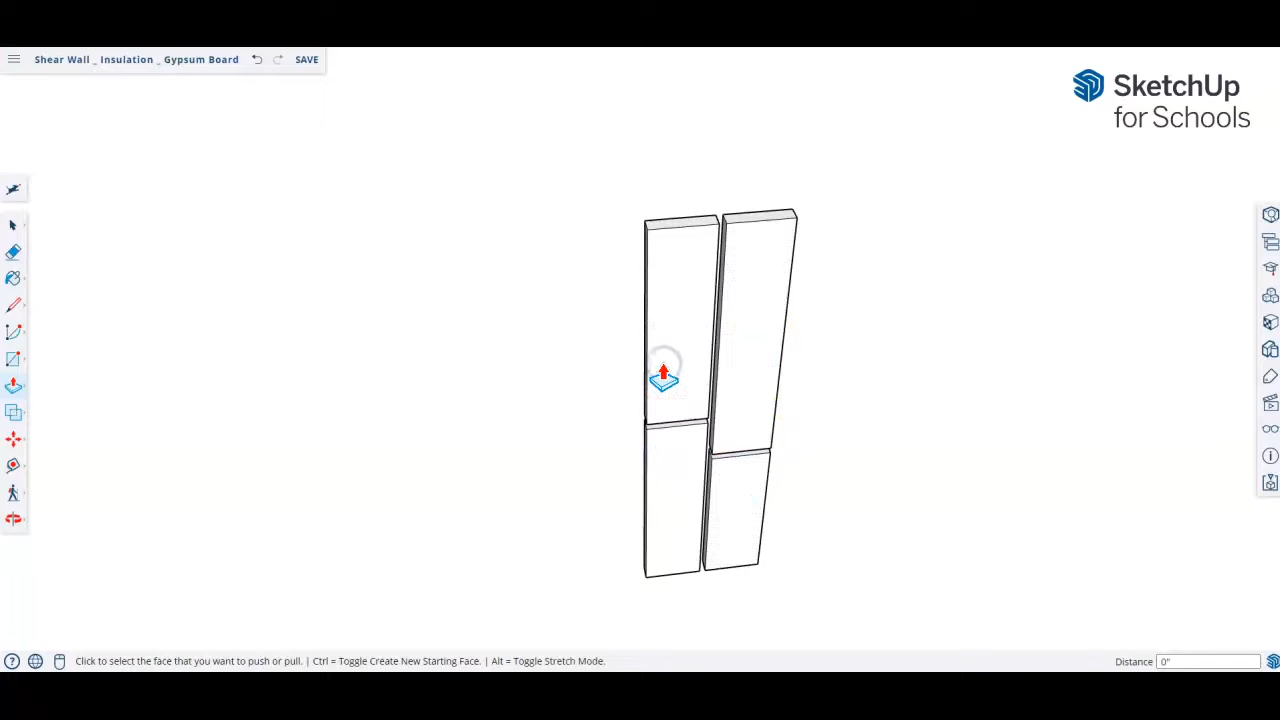 Shear Wall _ Insulation _ Gypsum Board SAVE
SketchUp
for Schools
Click to select the face that you want to push or pull. | Ctrl = Toggle Create New Starting Face. | Alt = Toggle Stretch Mode.
Distance 0"